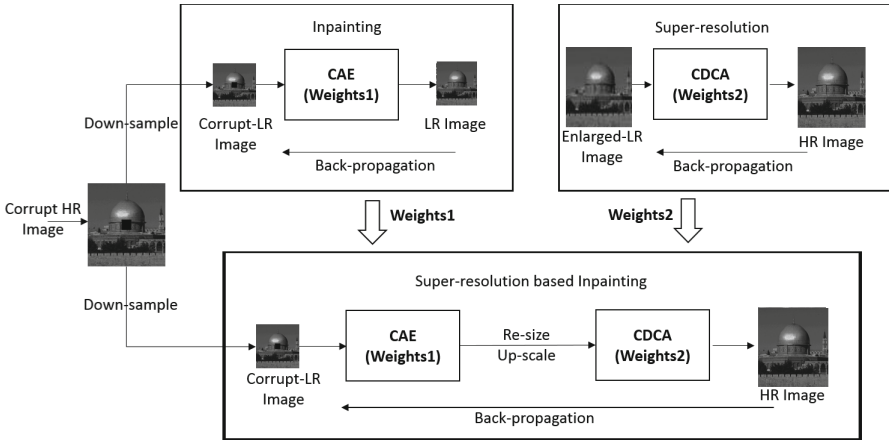 Inpainting
CAE
(Weights1)
Corrupt-LR
Image
LR Image
Back-propagation
Super-resolution
CDCA
(Weights2)
Enlarged-LR
Image
HR Image
Back-propagation
Down-sample
Corrupt HR
Image
Down-sample
Weights1
Weights2
Super-resolution based Inpainting
Corrupt-LR
Image
CAE
(Weights1)
Re-size
Up-scale
CDCA
(Weights2)
HR Image
Back-propagation